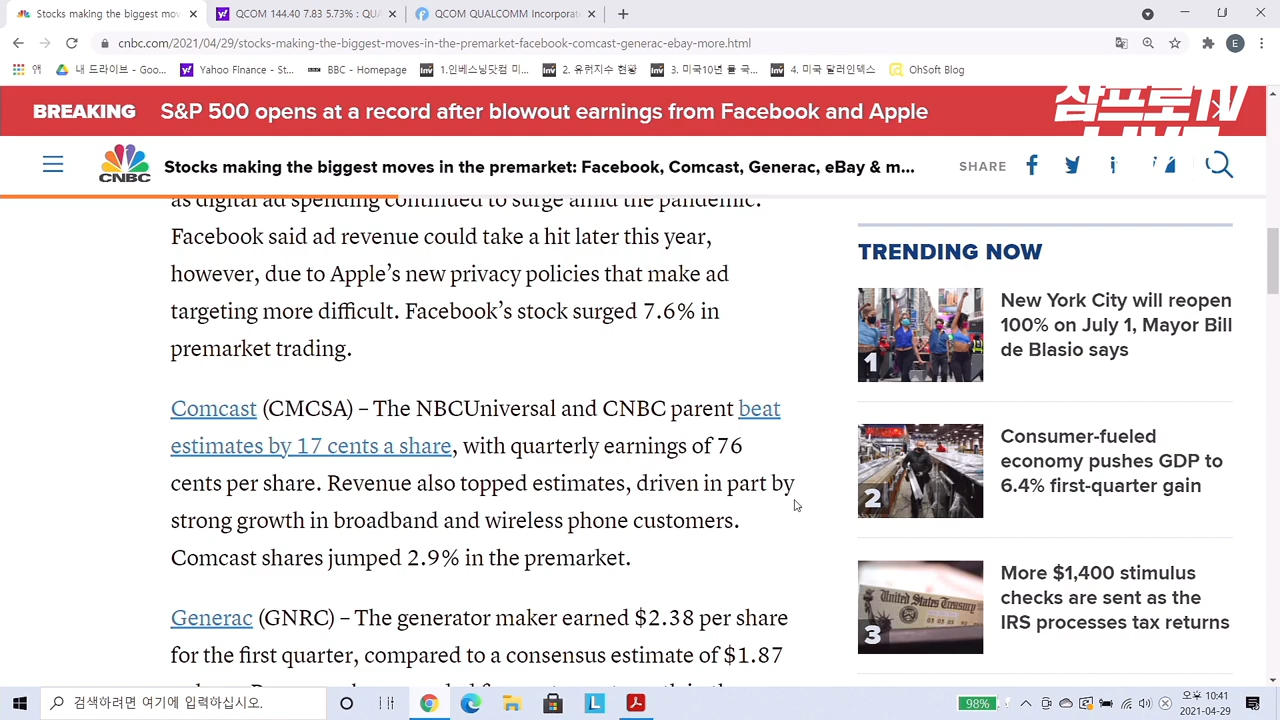 Stocks making the biggest mov
QCOM 144.40 7.83 5.73% : QU
QCOM QUALCOMM Incorporat
cnbc.com/2021/04/29/stocks-making-the-biggest-moves-in-the-premarket-facebook-comcast-generac-ebay-more.html
E
앱
내 드라이브 - Goo...
Yahoo Finance - St...
BBC - Homepage
1.인베스팅닷컴 미...
2. 유럽지수 현황
3. 미국10년 물 국...
4. 미국 달러인덱스
OhSoft Blog
BREAKING S&P 500 opens at a record after blowout earnings from Facebook and Apple
삼프로TV
CNBC
Stocks making the biggest moves in the premarket: Facebook, Comcast, Generac, eBay & m...
SHARE
as digital ad spending continued to surge amid the pandemic.
Facebook said ad revenue could take a hit later this year,
however, due to Apple's new privacy policies that make ad
targeting more difficult. Facebook's stock surged 7.6% in
premarket trading.
Comcast (CMCSA) – The NBCUniversal and CNBC parent beat
estimates by 17 cents a share, with quarterly earnings of 76
cents per share. Revenue also topped estimates, driven in part by
strong growth in broadband and wireless phone customers.
Comcast shares jumped 2.9% in the premarket.
Generac (GNRC) – The generator maker earned $2.38 per share
for the first quarter, compared to a consensus estimate of $1.87
TRENDING NOW
1
New York City will reopen
100% on July 1, Mayor Bill
de Blasio says
2
Consumer-fueled
economy pushes GDP to
6.4% first-quarter gain
United States Treasury
3
More $1,400 stimulus
checks are sent as the
IRS processes tax returns
검색하려면 여기에 입력하십시오.
98%
오후 10:41
2021-04-29